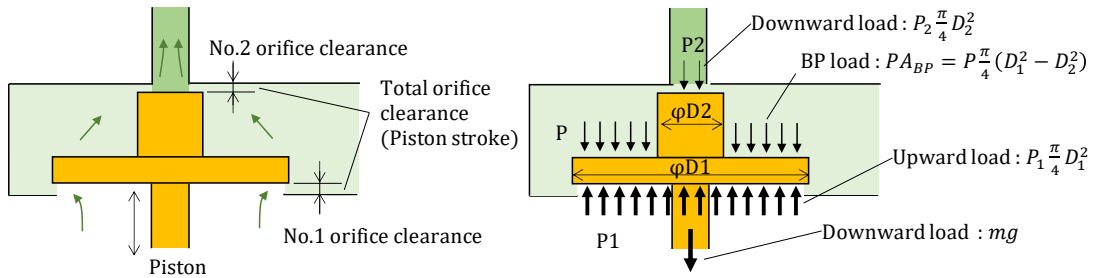 No.2 orifice clearance
Total orifice
clearance
(Piston stroke)
No.1 orifice clearance
Piston
Downward load : P₂ π/4 D₂²
P2
BP load : PA_BP = P π/4 (D₁² − D₂²)
φD2
P
φD1
Upward load : P₁ π/4 D₁²
P1
Downward load : mg